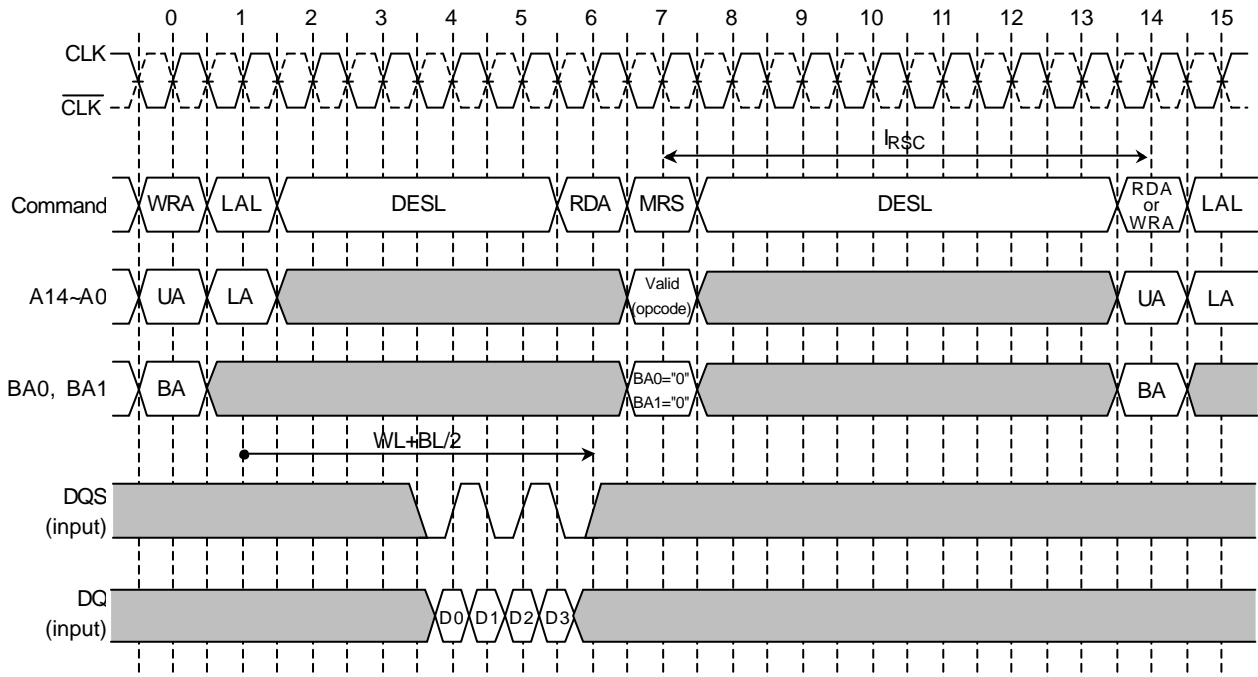 0 1 2 3 4 5 6 7 8 9 10 11 12 13 14 15
CLK
CLK
IRSC
Command WRA LAL DESL RDA MRS DESL RDA or WRA LAL
A14~A0 UA LA Valid (opcode) UA LA
BA0, BA1 BA BA0="0" BA1="0" BA
WL+BL/2
DQS
(input)
DQ
(input)
D0 D1 D2 D3